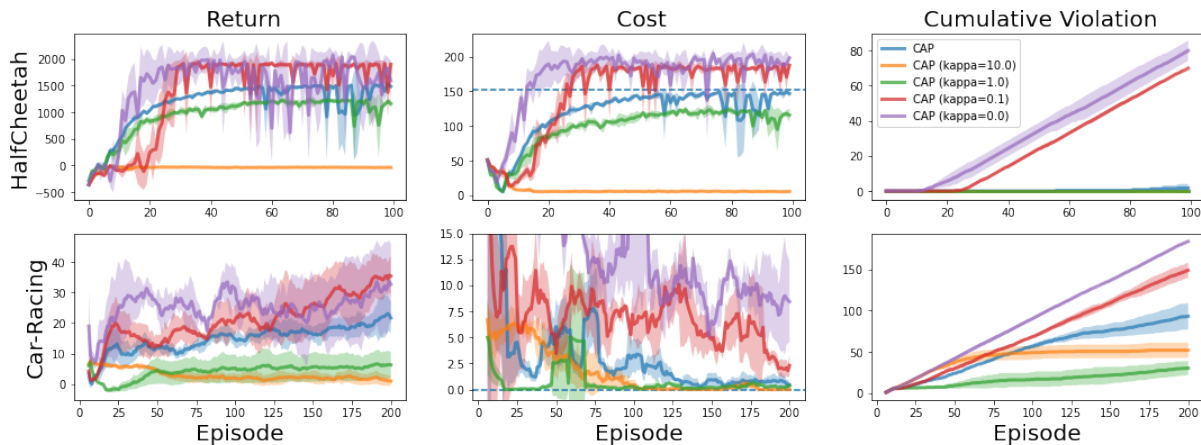 Return
Cost
Cumulative Violation
HalfCheetah
2000
1500
1000
500
0
−500
0 20 40 60 80 100
200
150
100
50
0
0 20 40 60 80 100
80
60
40
20
0
CAP
CAP (kappa=10.0)
CAP (kappa=1.0)
CAP (kappa=0.1)
CAP (kappa=0.0)
0 20 40 60 80 100
Car-Racing
40
30
20
10
0
0 25 50 75 100 125 150 175 200
15.0
12.5
10.0
7.5
5.0
2.5
0.0
0 25 50 75 100 125 150 175 200
150
100
50
0
0 25 50 75 100 125 150 175 200
Episode
Episode
Episode